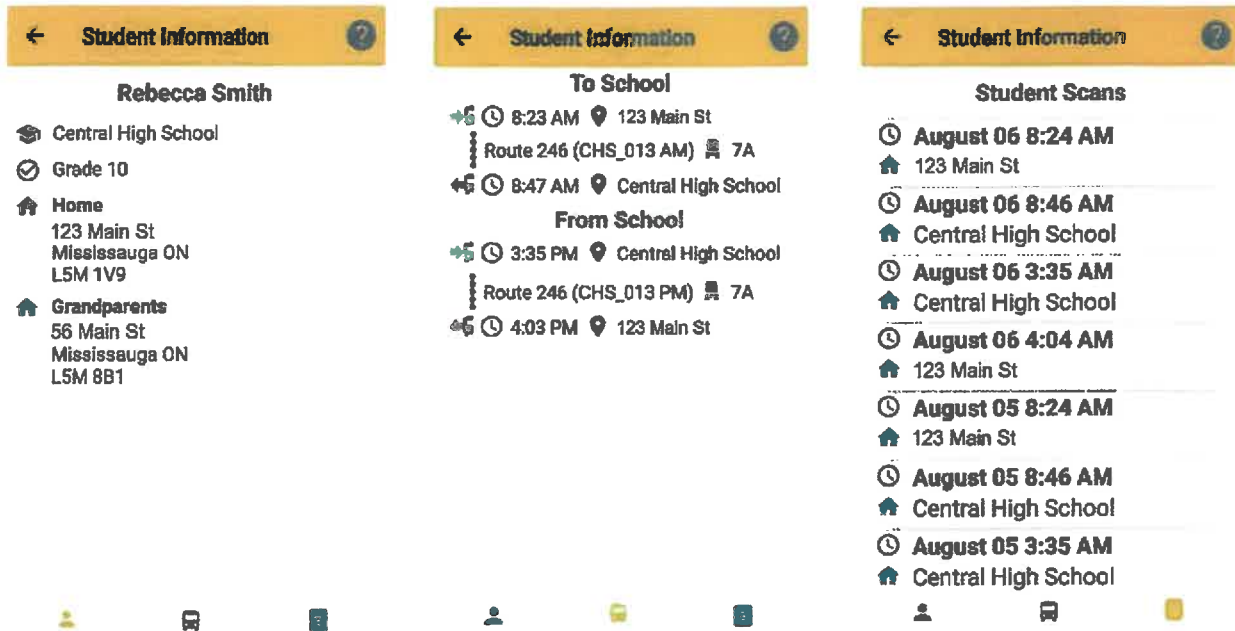 Student Information
Rebecca Smith
Central High School
Grade 10
Home
123 Main St
Mississauga ON
L5M 1V9
Grandparents
56 Main St
Mississauga ON
L5M 8B1
Student Information
To School
8:23 AM 123 Main St
Route 246 (CHS_013 AM) 7A
8:47 AM Central High School
From School
3:35 PM Central High School
Route 246 (CHS_013 PM) 7A
4:03 PM 123 Main St
Student Information
Student Scans
August 06 8:24 AM
123 Main St
August 06 8:46 AM
Central High School
August 06 3:35 AM
Central High School
August 06 4:04 AM
123 Main St
August 05 8:24 AM
123 Main St
August 05 8:46 AM
Central High School
August 05 3:35 AM
Central High School